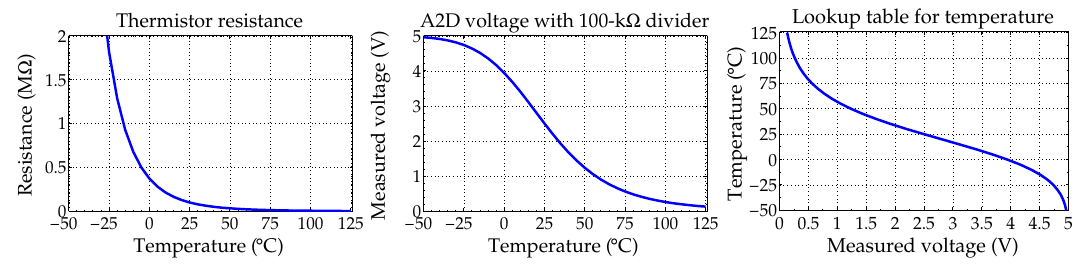 Thermistor resistance
2
1.5
1
0.5
0
Resistance (MΩ)
−50 −25 0 25 50 75 100 125
Temperature (ºC)
A2D voltage with 100-kΩ divider
5
4
3
2
1
0
Measured voltage (V)
−50 −25 0 25 50 75 100 125
Temperature (ºC)
Lookup table for temperature
125
100
75
50
25
0
−25
−50
Temperature (ºC)
0 0.5 1 1.5 2 2.5 3 3.5 4 4.5 5
Measured voltage (V)